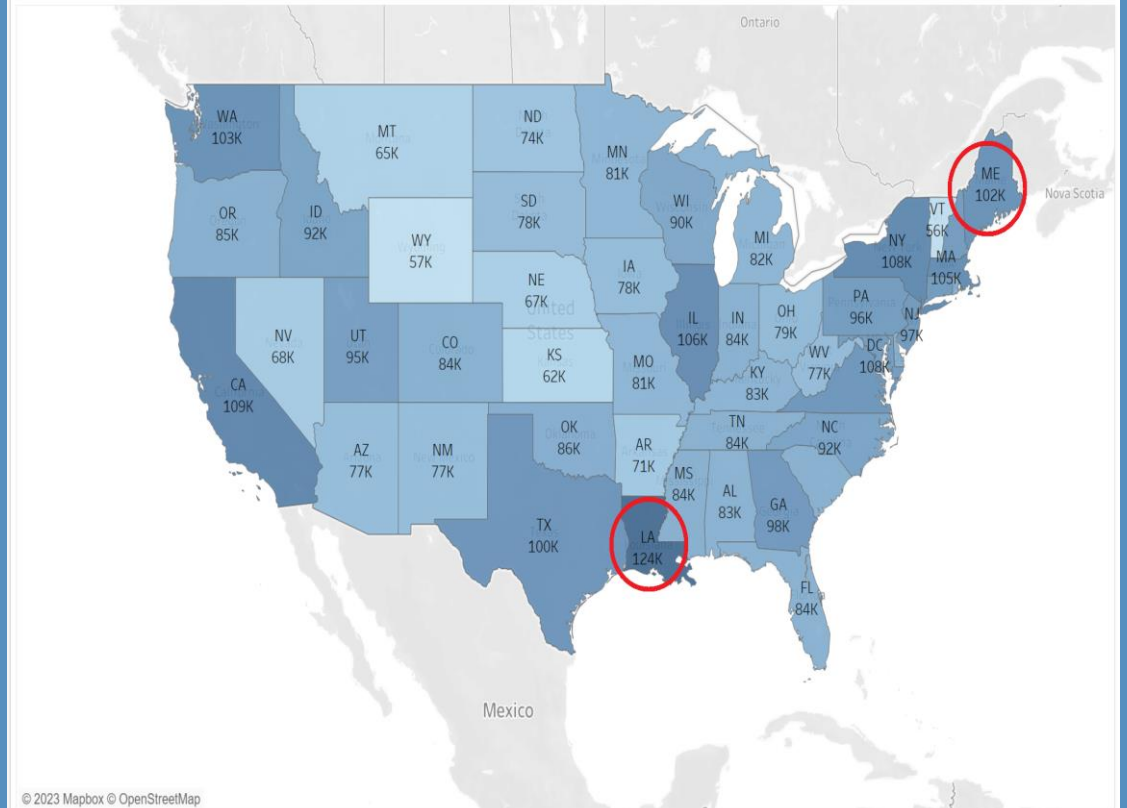 Ontario
WA
103K
MT
65K
ND
74K
MN
81K
ME
102K
Nova Scotia
OR
85K
ID
92K
SD
78K
WI
90K
VT
56K
WY
57K
MI
82K
NY
108K
MA
105K
IA
78K
NE
67K
United
States
PA
96K
NJ
97K
NV
68K
UT
95K
CO
84K
IL
106K
IN
84K
OH
79K
DC
108K
KS
62K
MO
81K
WV
77K
KY
83K
CA
109K
TN
84K
NC
92K
AZ
77K
NM
77K
OK
86K
AR
71K
MS
84K
AL
83K
GA
98K
TX
100K
LA
124K
FL
84K
Mexico
© 2023 Mapbox © OpenStreetMap